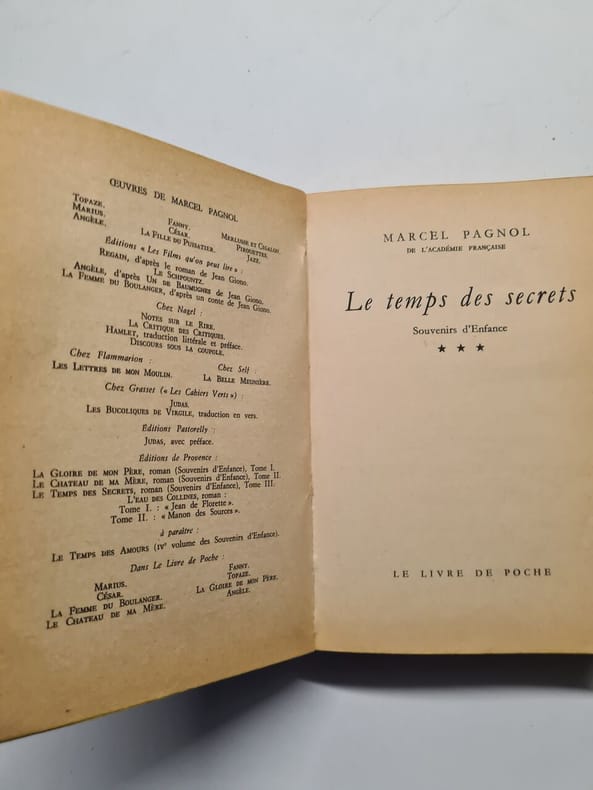 ŒUVRES DE MARCEL PAGNOL
TOPAZE.
MARIUS. FANNY. MERLUSSE ET CIGALON.
ANGÈLE. CÉSAR. PIROUETTES.
LA FILLE DU PUISATIER. JAZZ.
Éditions « Les Films qu'on peut lire » :
REGAIN, d'après le roman de Jean Giono.
LE SCHPOUNTZ.
ANGÈLE, d'après UN DE BAUMUGNES de Jean Giono.
LA FEMME DU BOULANGER, d'après un conte de Jean Giono.
Chez Nagel :
NOTES SUR LE RIRE.
LA CRITIQUE DES CRITIQUES.
HAMLET, traduction littérale et préface.
DISCOURS SOUS LA COUPOLE.
Chez Flammarion : Chez Self :
LES LETTRES DE MON MOULIN. LA BELLE MEUNIÈRE.
Chez Grasset (« Les Cahiers Verts ») :
JUDAS.
LES BUCOLIQUES DE VIRGILE, traduction en vers.
Éditions Pastorelly :
JUDAS, avec préface.
Éditions de Provence :
LA GLOIRE DE MON PÈRE, roman (Souvenirs d'Enfance), Tome I.
LE CHATEAU DE MA MÈRE, roman (Souvenirs d'Enfance), Tome II.
LE TEMPS DES SECRETS, roman (Souvenirs d'Enfance), Tome III.
L'EAU DES COLLINES, roman :
Tome I. : « Jean de Florette ».
Tome II. : « Manon des Sources ».
à paraître :
LE TEMPS DES AMOURS (IVe volume des Souvenirs d'Enfance).
Dans Le Livre de Poche :
MARIUS. FANNY.
CÉSAR. TOPAZE.
LA FEMME DU BOULANGER. LA GLOIRE DE MON PÈRE.
LE CHATEAU DE MA MÈRE. ANGÈLE.
MARCEL PAGNOL
DE L'ACADÉMIE FRANÇAISE
Le temps des secrets
Souvenirs d'Enfance
★ ★ ★
LE LIVRE DE POCHE